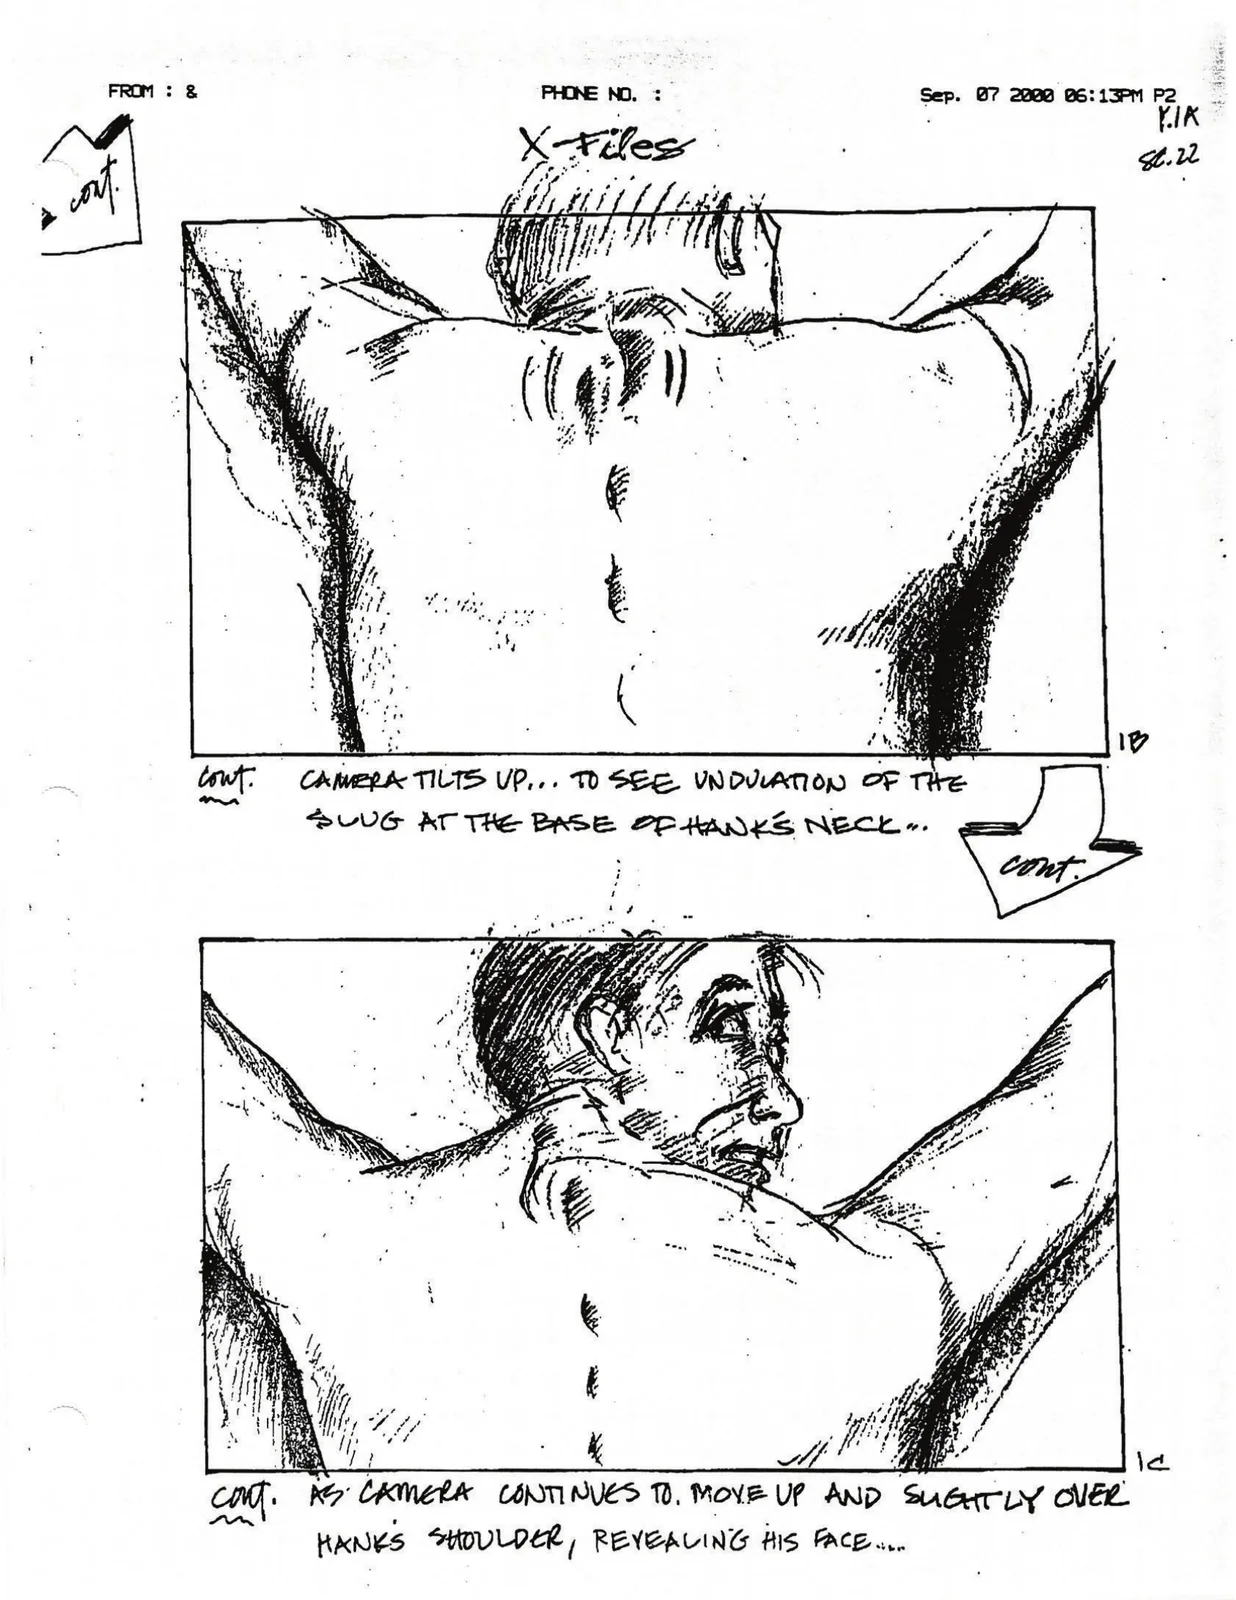 FROM : &
PHONE NO. :
Sep. 07 2000 06:13PM P2
X-Files
SC.22
cont.
1B
cont. CAMERA TILTS UP... TO SEE UNDULATION OF THE
SLUG AT THE BASE OF HANK'S NECK...
cont.
1C
cont. AS CAMERA CONTINUES TO MOVE UP AND SLIGHTLY OVER
HANK'S SHOULDER, REVEALING HIS FACE....